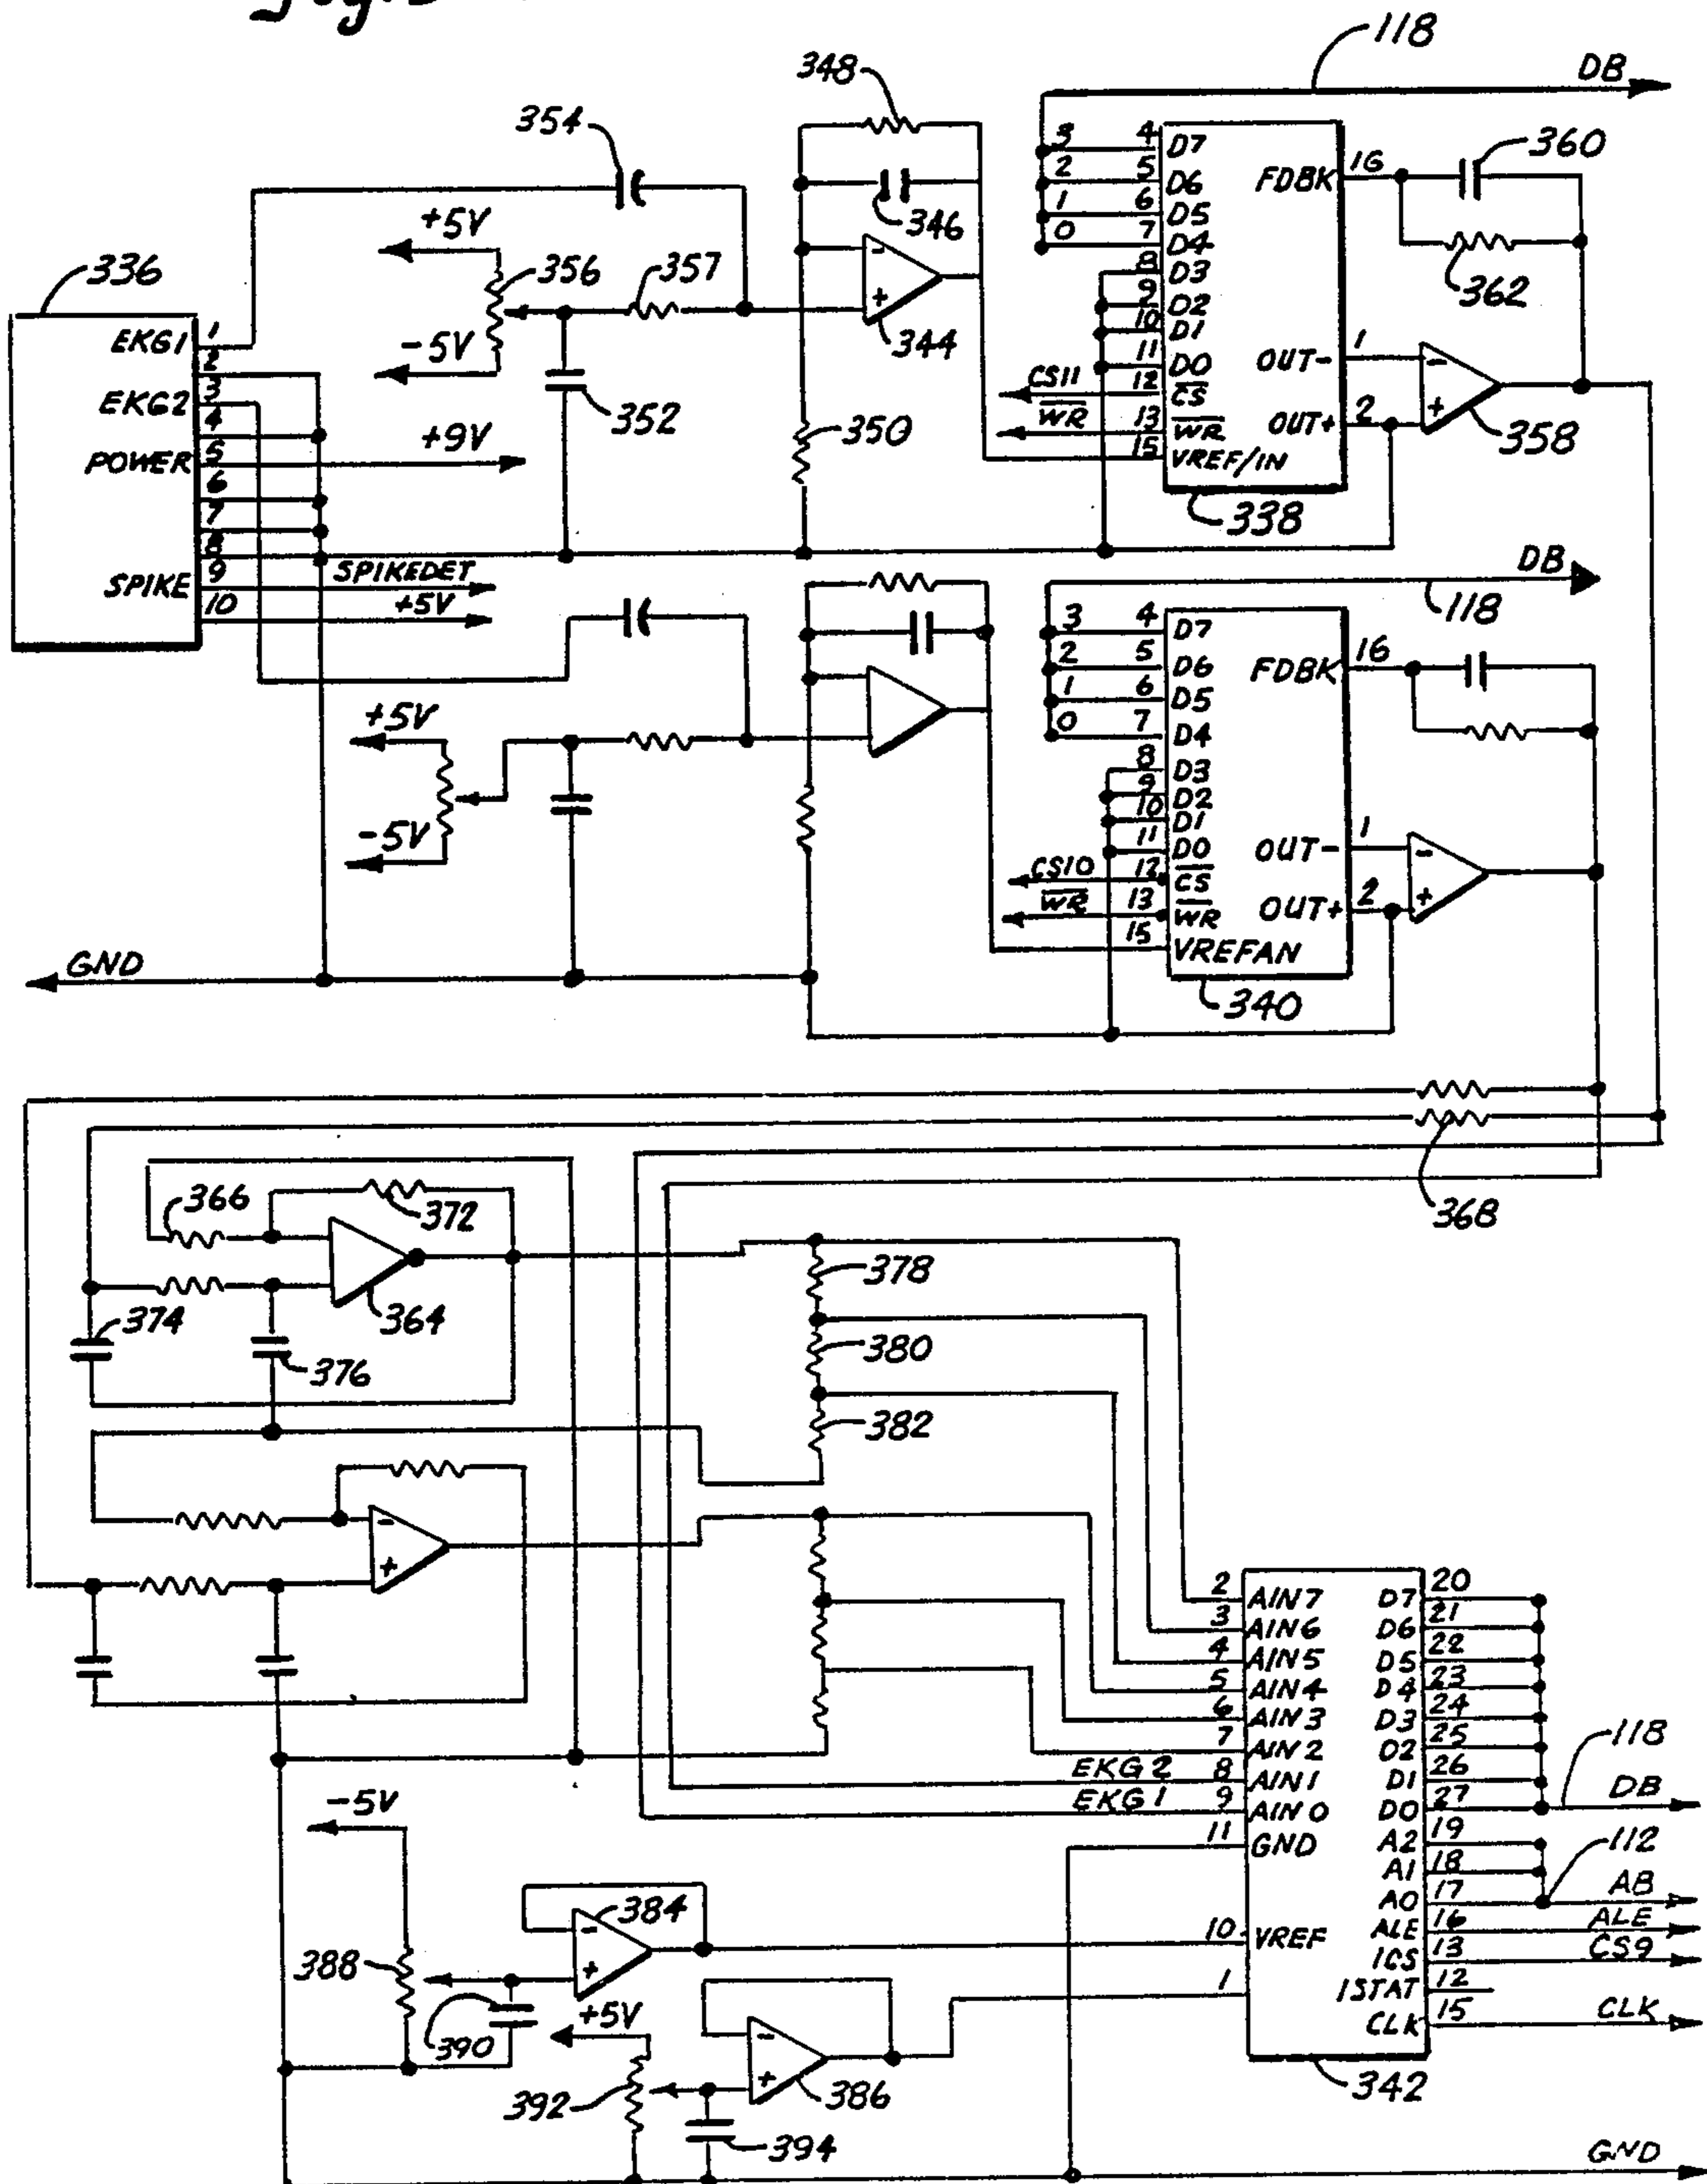 118
DB
348
354
3 4 D7
2 5 D6
1 6 D5
0 7 D4
8 D3
9 D2
10 D1
11 D0
CS11 12 CS
WR 13 WR
15 VREF/IN
FDBK 16
360
362
OUT- 1
OUT+ 2
358
338
346
344
350
+5V
356
357
-5V
352
336
EKG1 1
2
EKG2 3
4
POWER 5 +9V
6
7
8
SPIKE 9 SPIKEDET
10 +5V
DB
118
3 4 D7
2 5 D6
1 6 D5
0 7 D4
8 D3
9 D2
10 D1
11 D0
CS10 12 CS
WR 13 WR
15 VREFAN
FDBK 16
OUT- 1
OUT+ 2
340
+5V
-5V
GND
368
366
372
364
374
376
378
380
382
2 AIN7
3 AIN6
4 AIN5
5 AIN4
6 AIN3
7 AIN2
EKG2 8 AIN1
EKG1 9 AIN0
11 GND
10 VREF
1
D7 20
D6 21
D5 22
D4 23
D3 24
D2 25
D1 26
D0 27
118
DB
A2 19
A1 18
A0 17
112
AB
ALE 16 ALE
ICS 13 CS9
ISTAT 12
CLK 15 CLK
342
-5V
384
388
390
+5V
392
386
394
GND